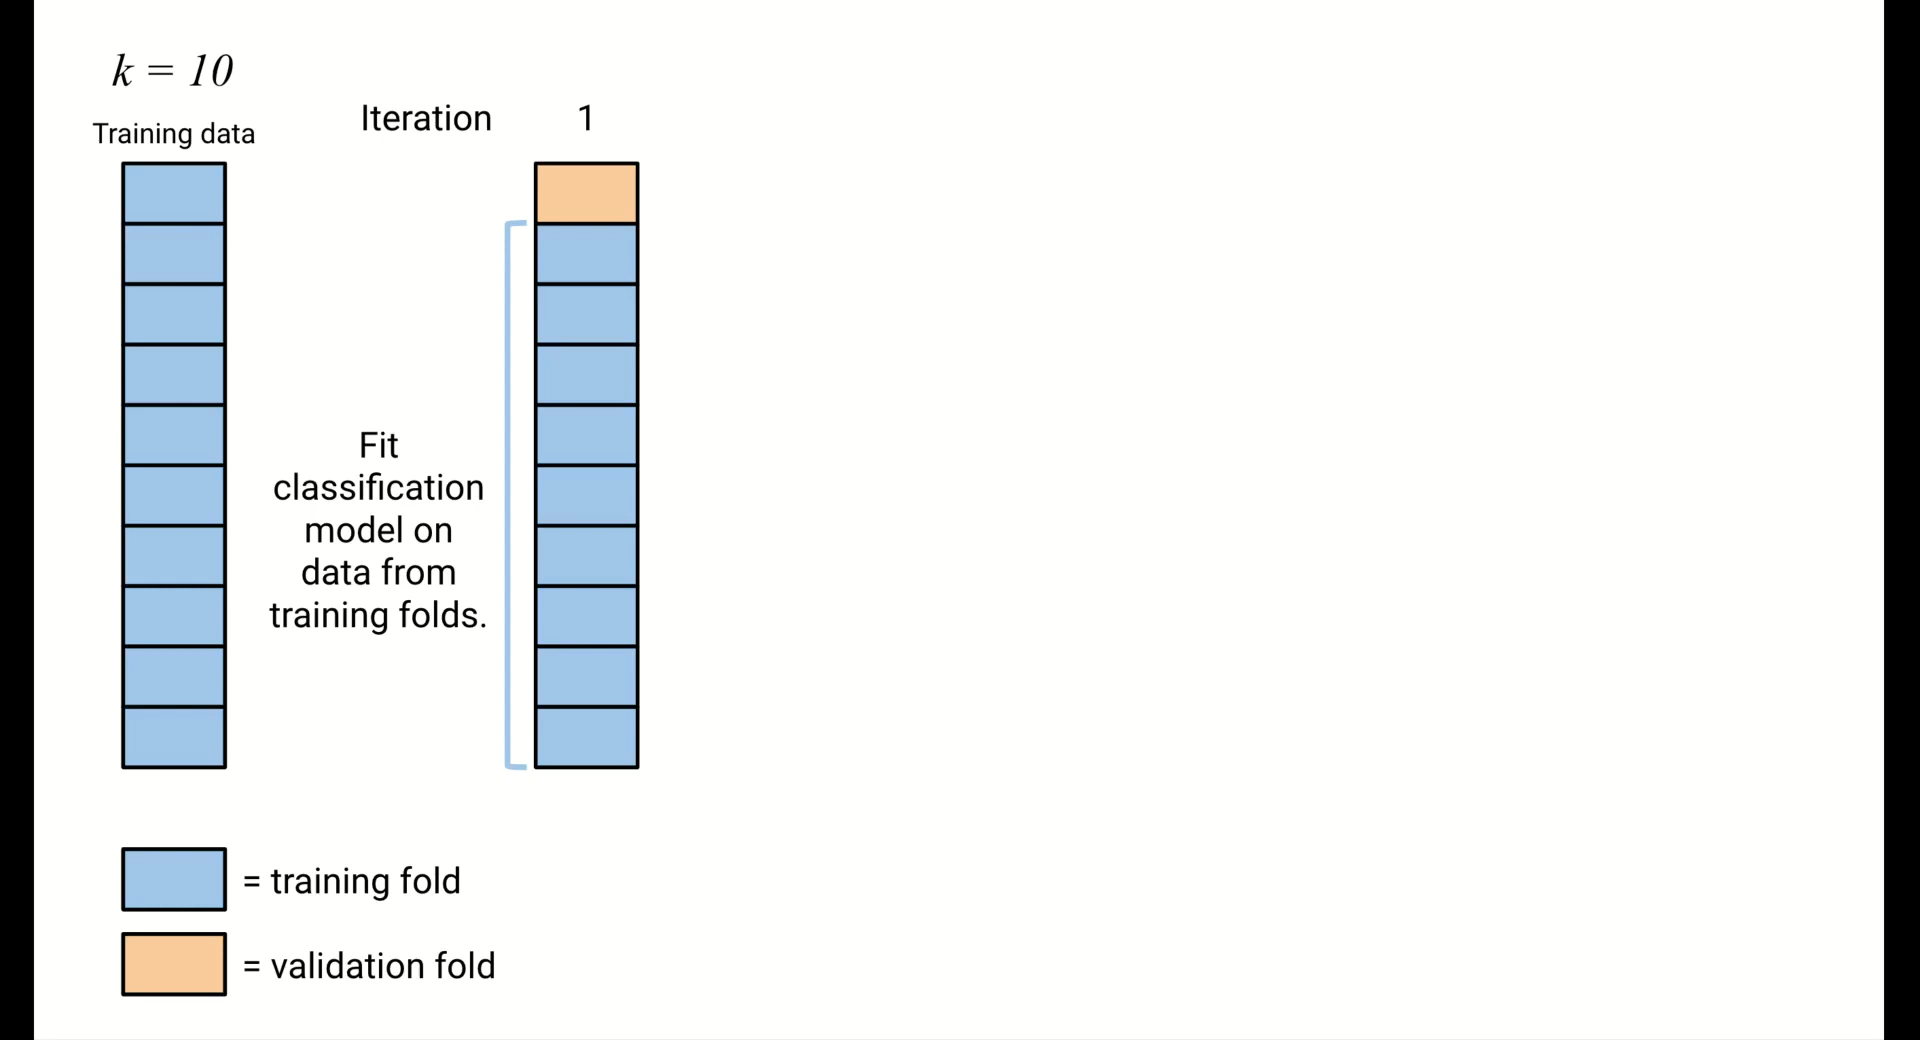 k = 10
Training data
Iteration 1
Fit
classification
model on
data from
training folds.
= training fold
= validation fold